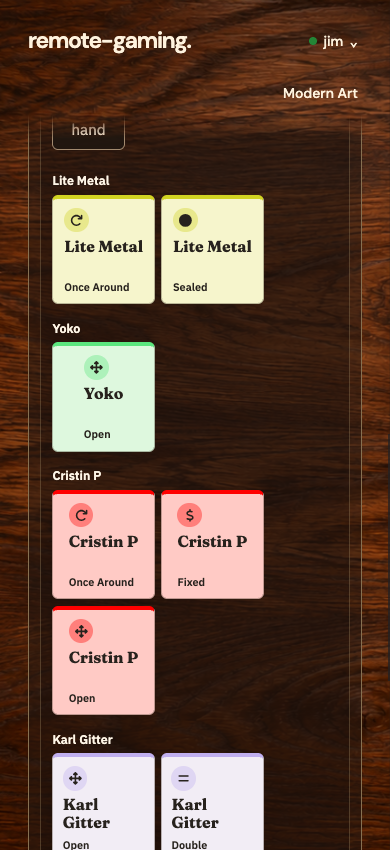 remote-gaming.
jim
Modern Art
hand
Lite Metal
Lite Metal
Lite Metal
Once Around
Sealed
Yoko
Yoko
Open
Cristin P
Cristin P
Cristin P
$
Once Around
Fixed
Cristin P
Open
Karl Gitter
Karl
Gitter
Karl
Gitter
Open
Double